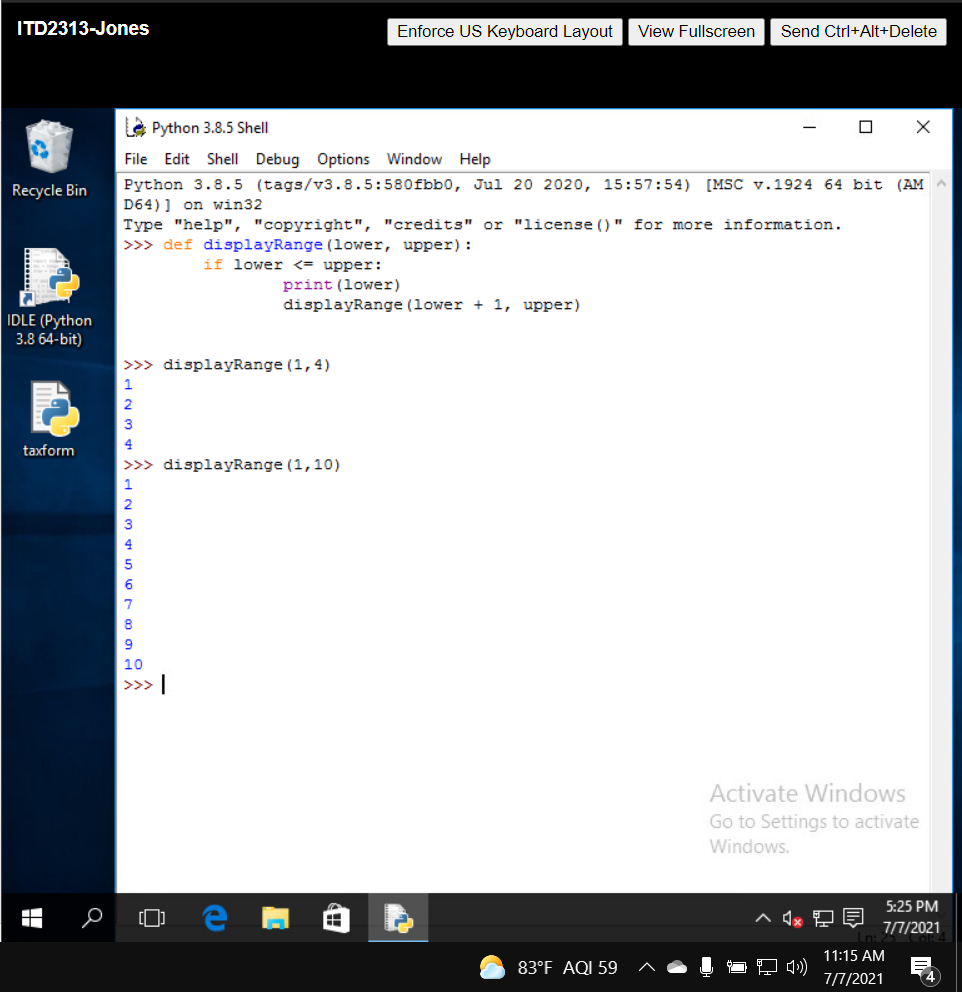 ITD2313-Jones
Enforce US Keyboard Layout
View Fullscreen
Send Ctrl+Alt+Delete
Recycle Bin
IDLE (Python
3.8 64-bit)
taxform
Python 3.8.5 Shell
File Edit Shell Debug Options Window Help
Python 3.8.5 (tags/v3.8.5:580fbb0, Jul 20 2020, 15:57:54) [MSC v.1924 64 bit (AM
D64)] on win32
Type "help", "copyright", "credits" or "license()" for more information.
>>> def displayRange(lower, upper):
        if lower <= upper:
                print(lower)
                displayRange(lower + 1, upper)
>>> displayRange(1,4)
1
2
3
4
>>> displayRange(1,10)
1
2
3
4
5
6
7
8
9
10
>>>
Activate Windows
Go to Settings to activate
Windows.
5:25 PM
7/7/2021
83°F AQI 59
11:15 AM
7/7/2021
4